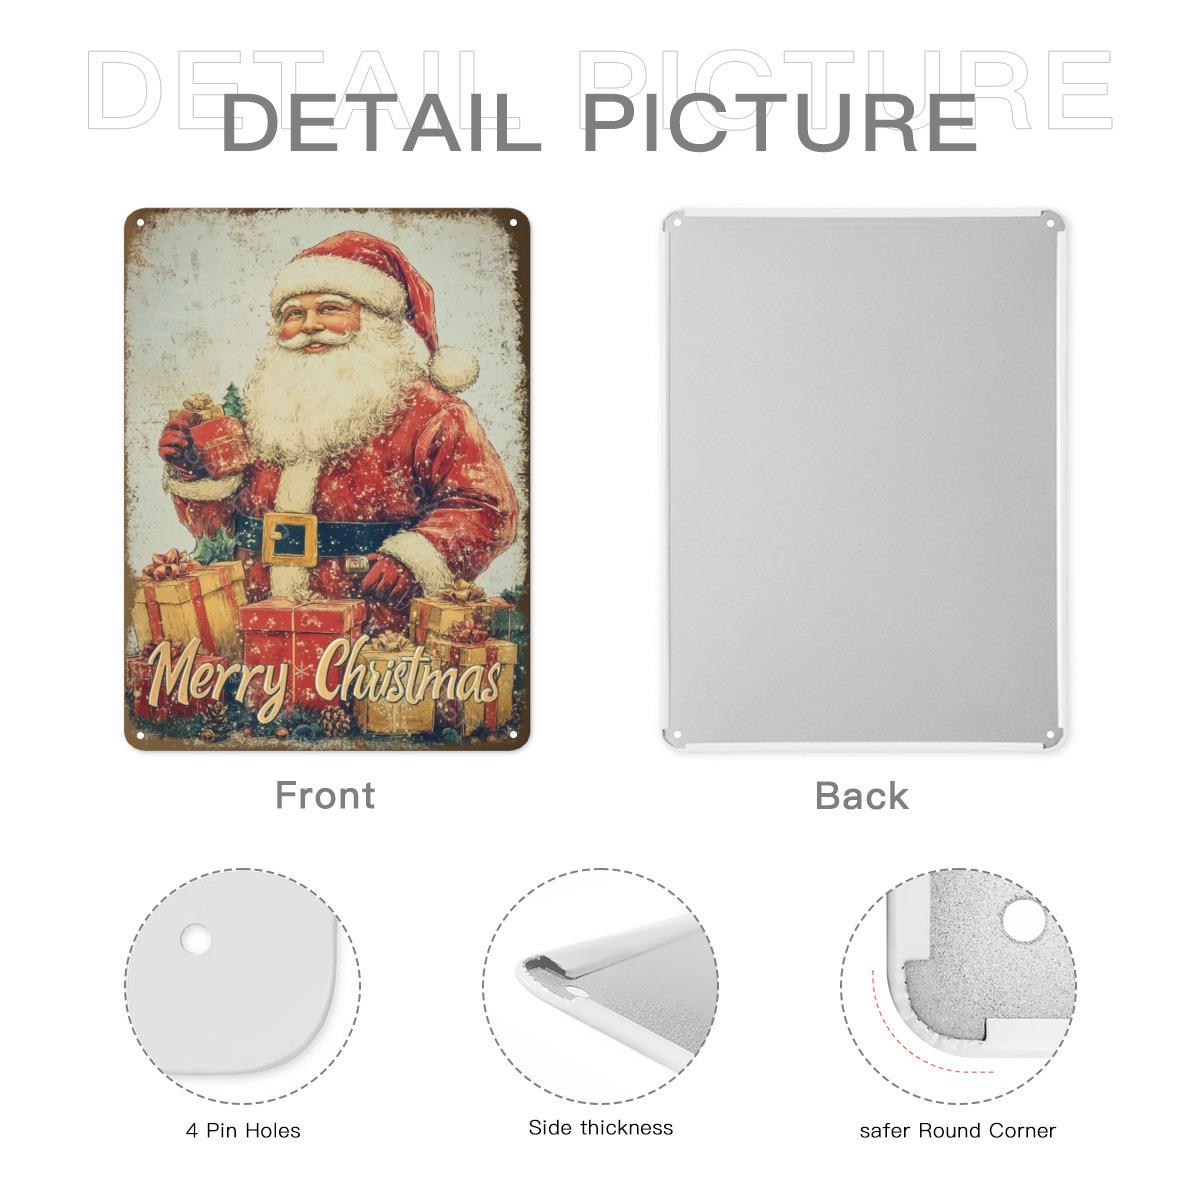 DETAIL PICTURE
DETAIL PICTURE
Merry Christmas
Front
Back
4 Pin Holes
Side thickness
safer Round Corner